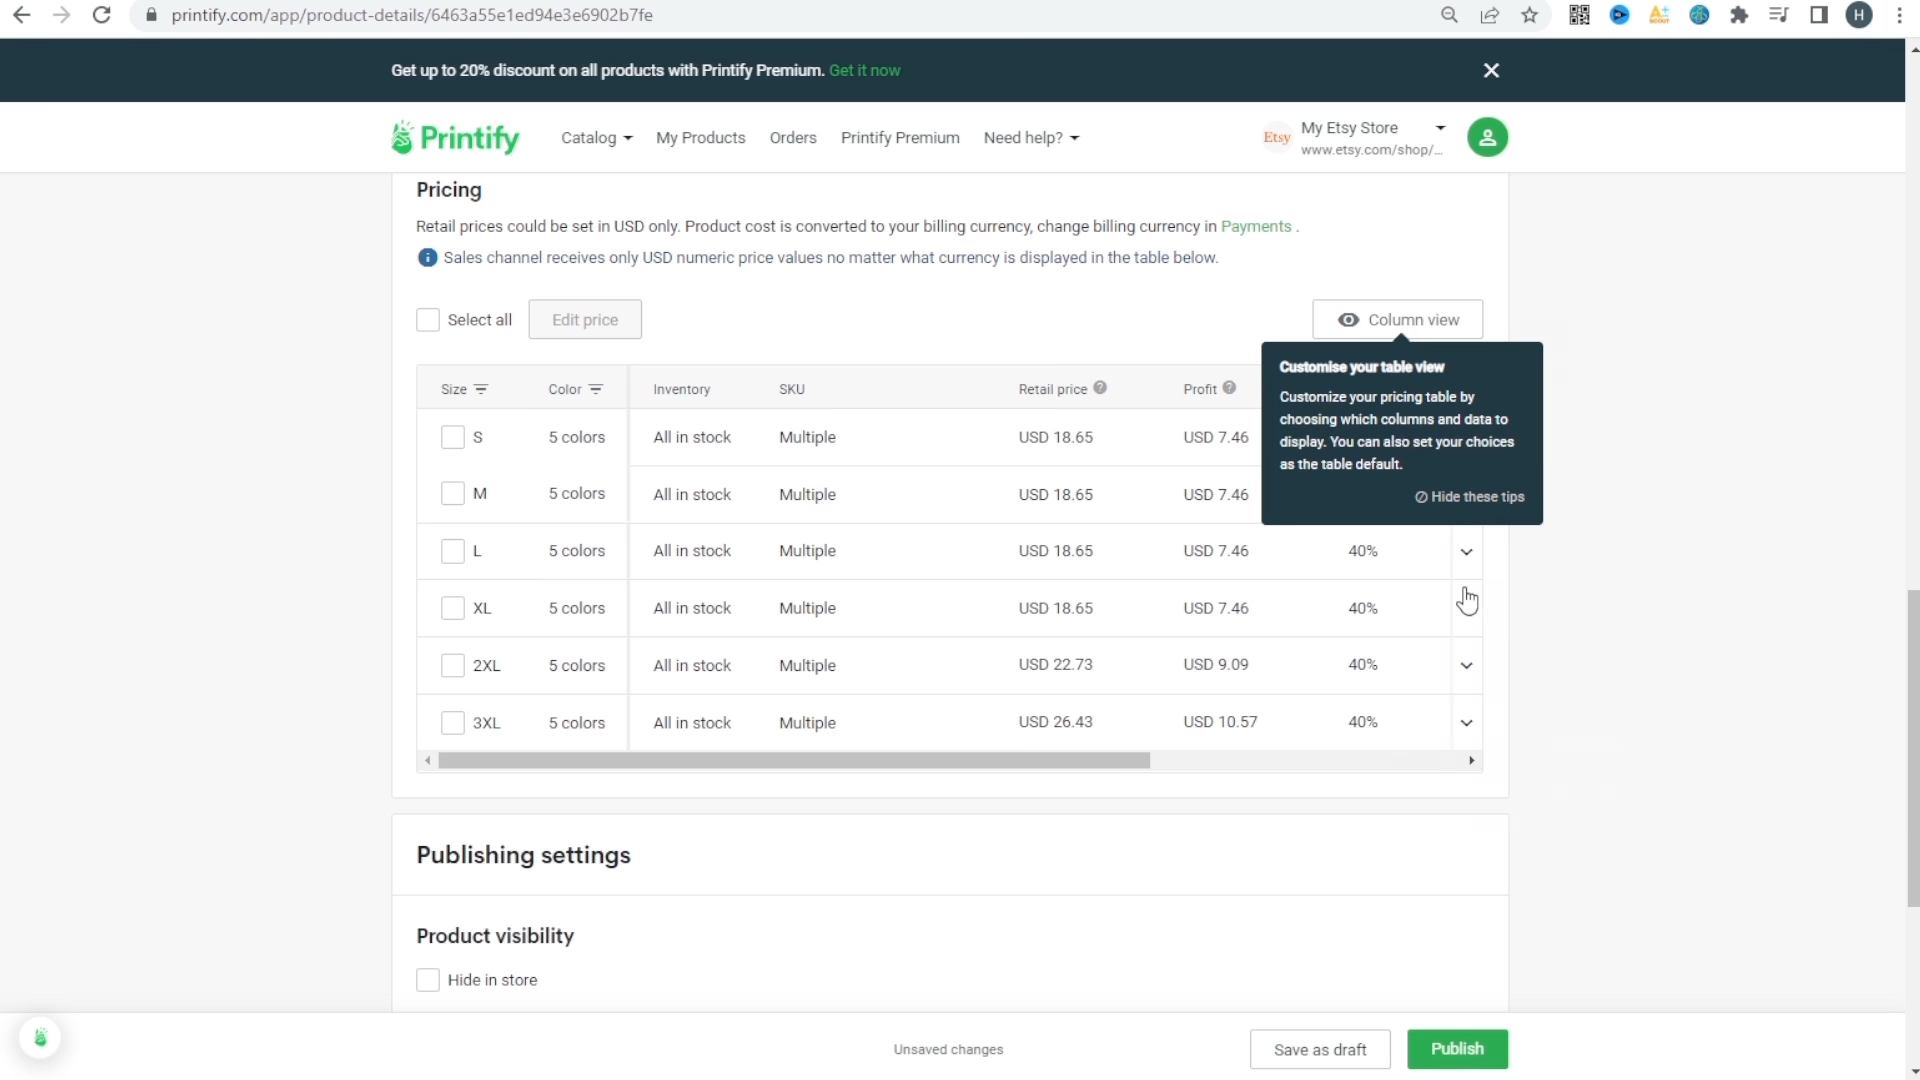 printify.com/app/product-details/6463a55e1ed94e3e6902b7fe
H
Get up to 20% discount on all products with Printify Premium. Get it now
Printify
Catalog
My Products
Orders
Printify Premium
Need help?
Etsy
My Etsy Store
www.etsy.com/shop/...
Pricing
Retail prices could be set in USD only. Product cost is converted to your billing currency, change billing currency in Payments .
Sales channel receives only USD numeric price values no matter what currency is displayed in the table below.
Select all
Edit price
Column view
Customise your table view
Customize your pricing table by
choosing which columns and data to
display. You can also set your choices
as the table default.
Hide these tips
Size Color Inventory SKU Retail price Profit
S 5 colors All in stock Multiple USD 18.65 USD 7.46
M 5 colors All in stock Multiple USD 18.65 USD 7.46
L 5 colors All in stock Multiple USD 18.65 USD 7.46 40%
XL 5 colors All in stock Multiple USD 18.65 USD 7.46 40%
2XL 5 colors All in stock Multiple USD 22.73 USD 9.09 40%
3XL 5 colors All in stock Multiple USD 26.43 USD 10.57 40%
Publishing settings
Product visibility
Hide in store
Unsaved changes
Save as draft
Publish